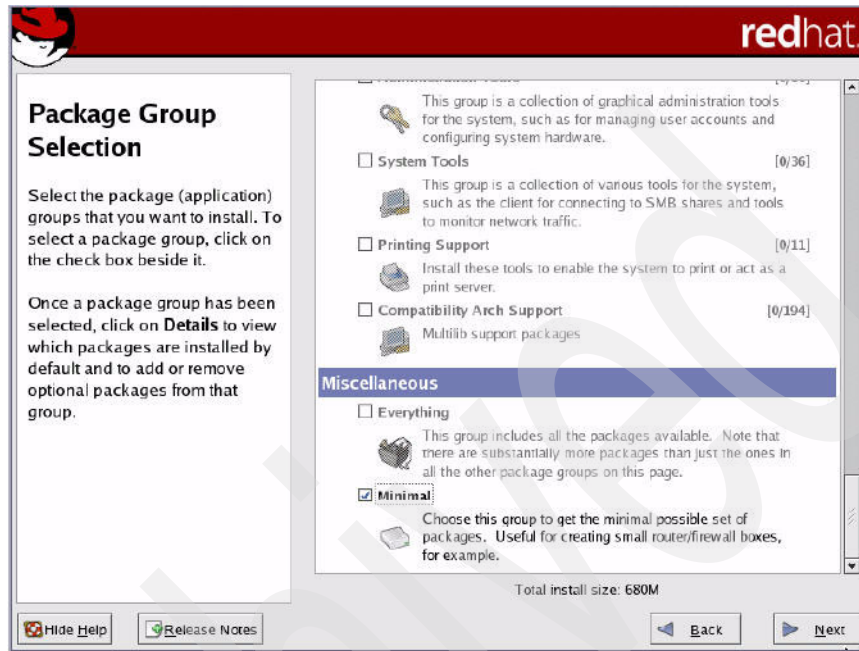 redhat.
Package Group
Selection
Select the package (application)
groups that you want to install. To
select a package group, click on
the check box beside it.
Once a package group has been
selected, click on Details to view
which packages are installed by
default and to add or remove
optional packages from that
group.
This group is a collection of graphical administration tools
for the system, such as for managing user accounts and
configuring system hardware.
System Tools [0/36]
This group is a collection of various tools for the system,
such as the client for connecting to SMB shares and tools
to monitor network traffic.
Printing Support [0/11]
Install these tools to enable the system to print or act as a
print server.
Compatibility Arch Support [0/194]
Multilib support packages
Miscellaneous
Everything
This group includes all the packages available. Note that
there are substantially more packages than just the ones in
all the other package groups on this page.
Minimal
Choose this group to get the minimal possible set of
packages. Useful for creating small router/firewall boxes,
for example.
Total install size: 680M
Hide Help
Release Notes
Back
Next